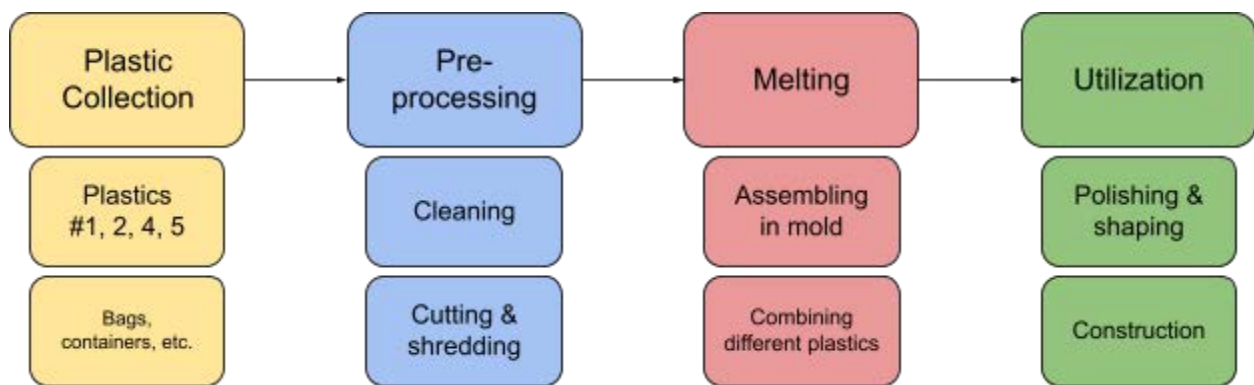 Plastic
Collection
Pre-
processing
Melting
Utilization
Plastics
#1, 2, 4, 5
Cleaning
Assembling
in mold
Polishing &
shaping
Bags,
containers, etc.
Cutting &
shredding
Combining
different plastics
Construction